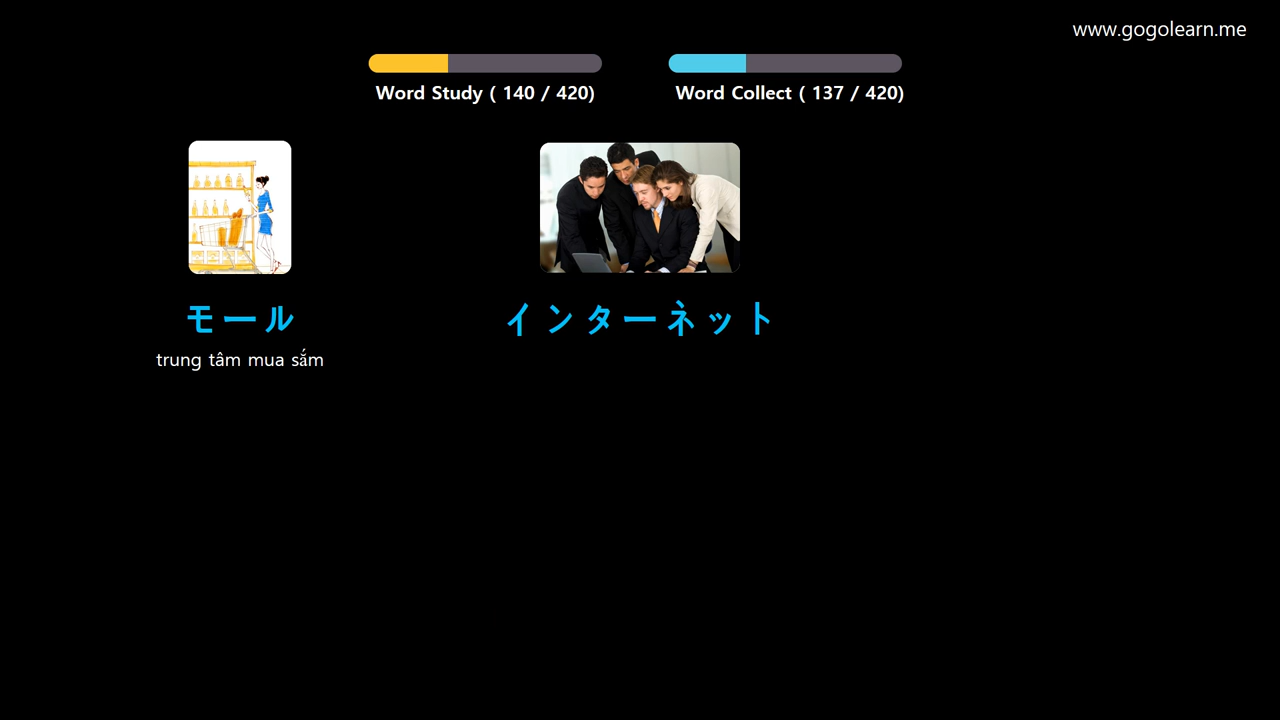 www.gogolearn.me
Word Study ( 140 / 420)
Word Collect ( 137 / 420)
モール
インターネット
trung tâm mua sắm